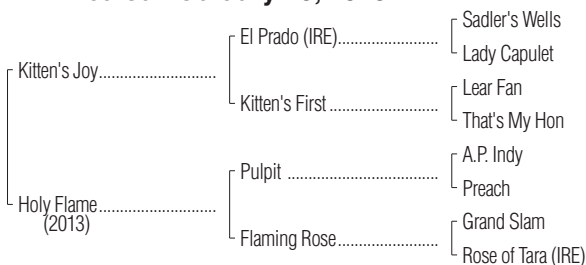 Sadler's Wells
El Prado (IRE)........................
Lady Capulet
Kitten's Joy............................
Lear Fan
Kitten's First ..........................
That's My Hon
A.P. Indy
Pulpit ....................................
Preach
Holy Flame............................
(2013)
Grand Slam
Flaming Rose........................
Rose of Tara (IRE)